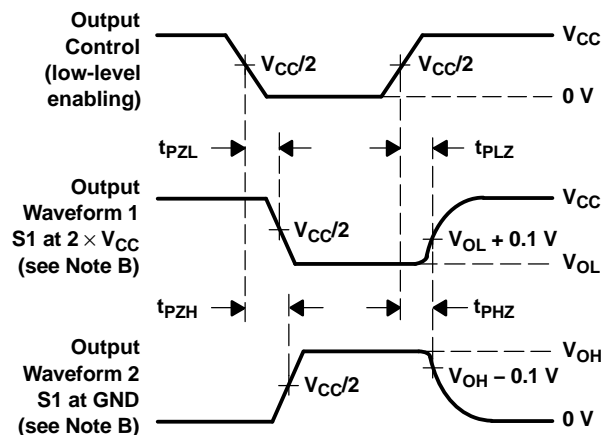 Output
Control
(low-level
enabling)
VCC/2
VCC/2
VCC
0 V
tPZL
tPLZ
Output
Waveform 1
S1 at 2 × VCC
(see Note B)
VCC/2
VCC
VOL + 0.1 V
VOL
tPZH
tPHZ
Output
Waveform 2
S1 at GND
(see Note B)
VCC/2
VOH
VOH − 0.1 V
0 V